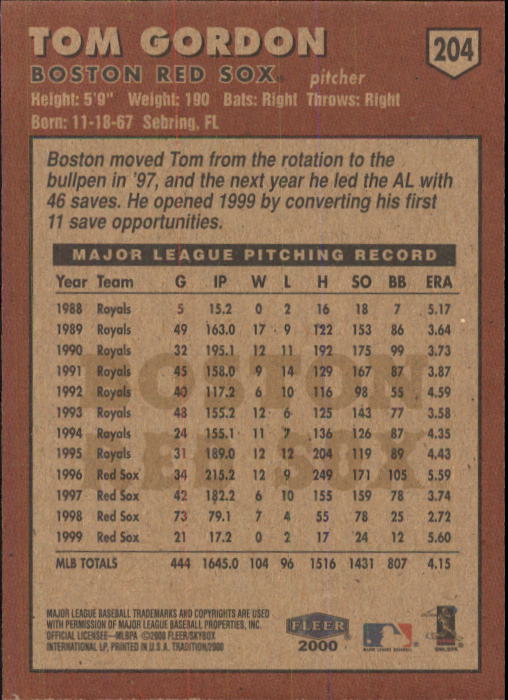 TOM GORDON
204
BOSTON RED SOX pitcher
Height: 5'9" Weight: 190 Bats: Right Throws: Right
Born: 11-18-67 Sebring, FL
Boston moved Tom from the rotation to the
bullpen in '97, and the next year he led the AL with
46 saves. He opened 1999 by converting his first
11 save opportunities.
MAJOR LEAGUE PITCHING RECORD
Year Team G IP W L H SO BB ERA
1988 Royals 5 15.2 0 2 16 18 7 5.17
1989 Royals 49 163.0 17 9 122 153 86 3.64
1990 Royals 32 195.1 12 11 192 175 99 3.73
1991 Royals 45 158.0 9 14 129 167 87 3.87
1992 Royals 40 117.2 6 10 116 98 55 4.59
1993 Royals 48 155.2 12 6 125 143 77 3.58
1994 Royals 24 155.1 11 7 136 126 87 4.35
1995 Royals 31 189.0 12 12 204 119 89 4.43
1996 Red Sox 34 215.2 12 9 249 171 105 5.59
1997 Red Sox 42 182.2 6 10 155 159 78 3.74
1998 Red Sox 73 79.1 7 4 55 78 25 2.72
1999 Red Sox 21 17.2 0 2 17 24 12 5.60
MLB TOTALS 444 1645.0 104 96 1516 1431 807 4.15
BOSTON
RED SOX
MAJOR LEAGUE BASEBALL TRADEMARKS AND COPYRIGHTS ARE USED
WITH PERMISSION OF MAJOR LEAGUE BASEBALL PROPERTIES, INC.
OFFICIAL LICENSEE—MLBPA ©2000 FLEER/SKYBOX
INTERNATIONAL LP, PRINTED IN U.S.A. TRADITION/2000
FLEER
2000
MAJOR LEAGUE BASEBALL
MLBPA